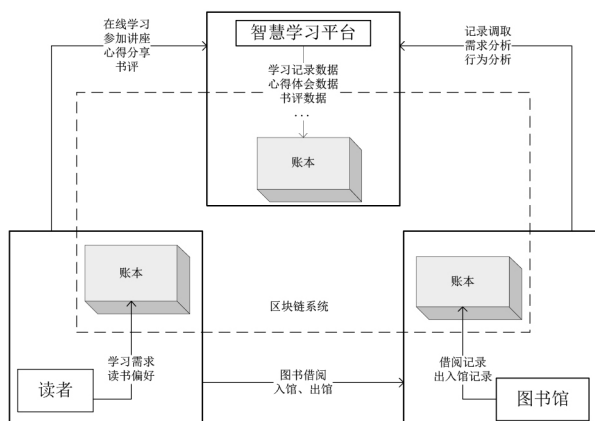 在线学习
参加讲座
心得分享
书评
智慧学习平台
记录调取
需求分析
行为分析
学习记录数据
心得体会数据
书评数据
...
账本
账本
账本
区块链系统
学习需求
读书偏好
读者
图书借阅
入馆、出馆
借阅记录
出入馆记录
图书馆